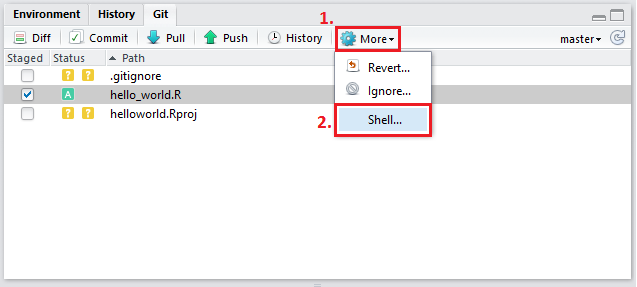 Environment History Git
1.
Diff Commit Pull Push History More master
Staged Status Path
Revert...
? ? .gitignore
Ignore...
A hello_world.R
? ? helloworld.Rproj
2. Shell...